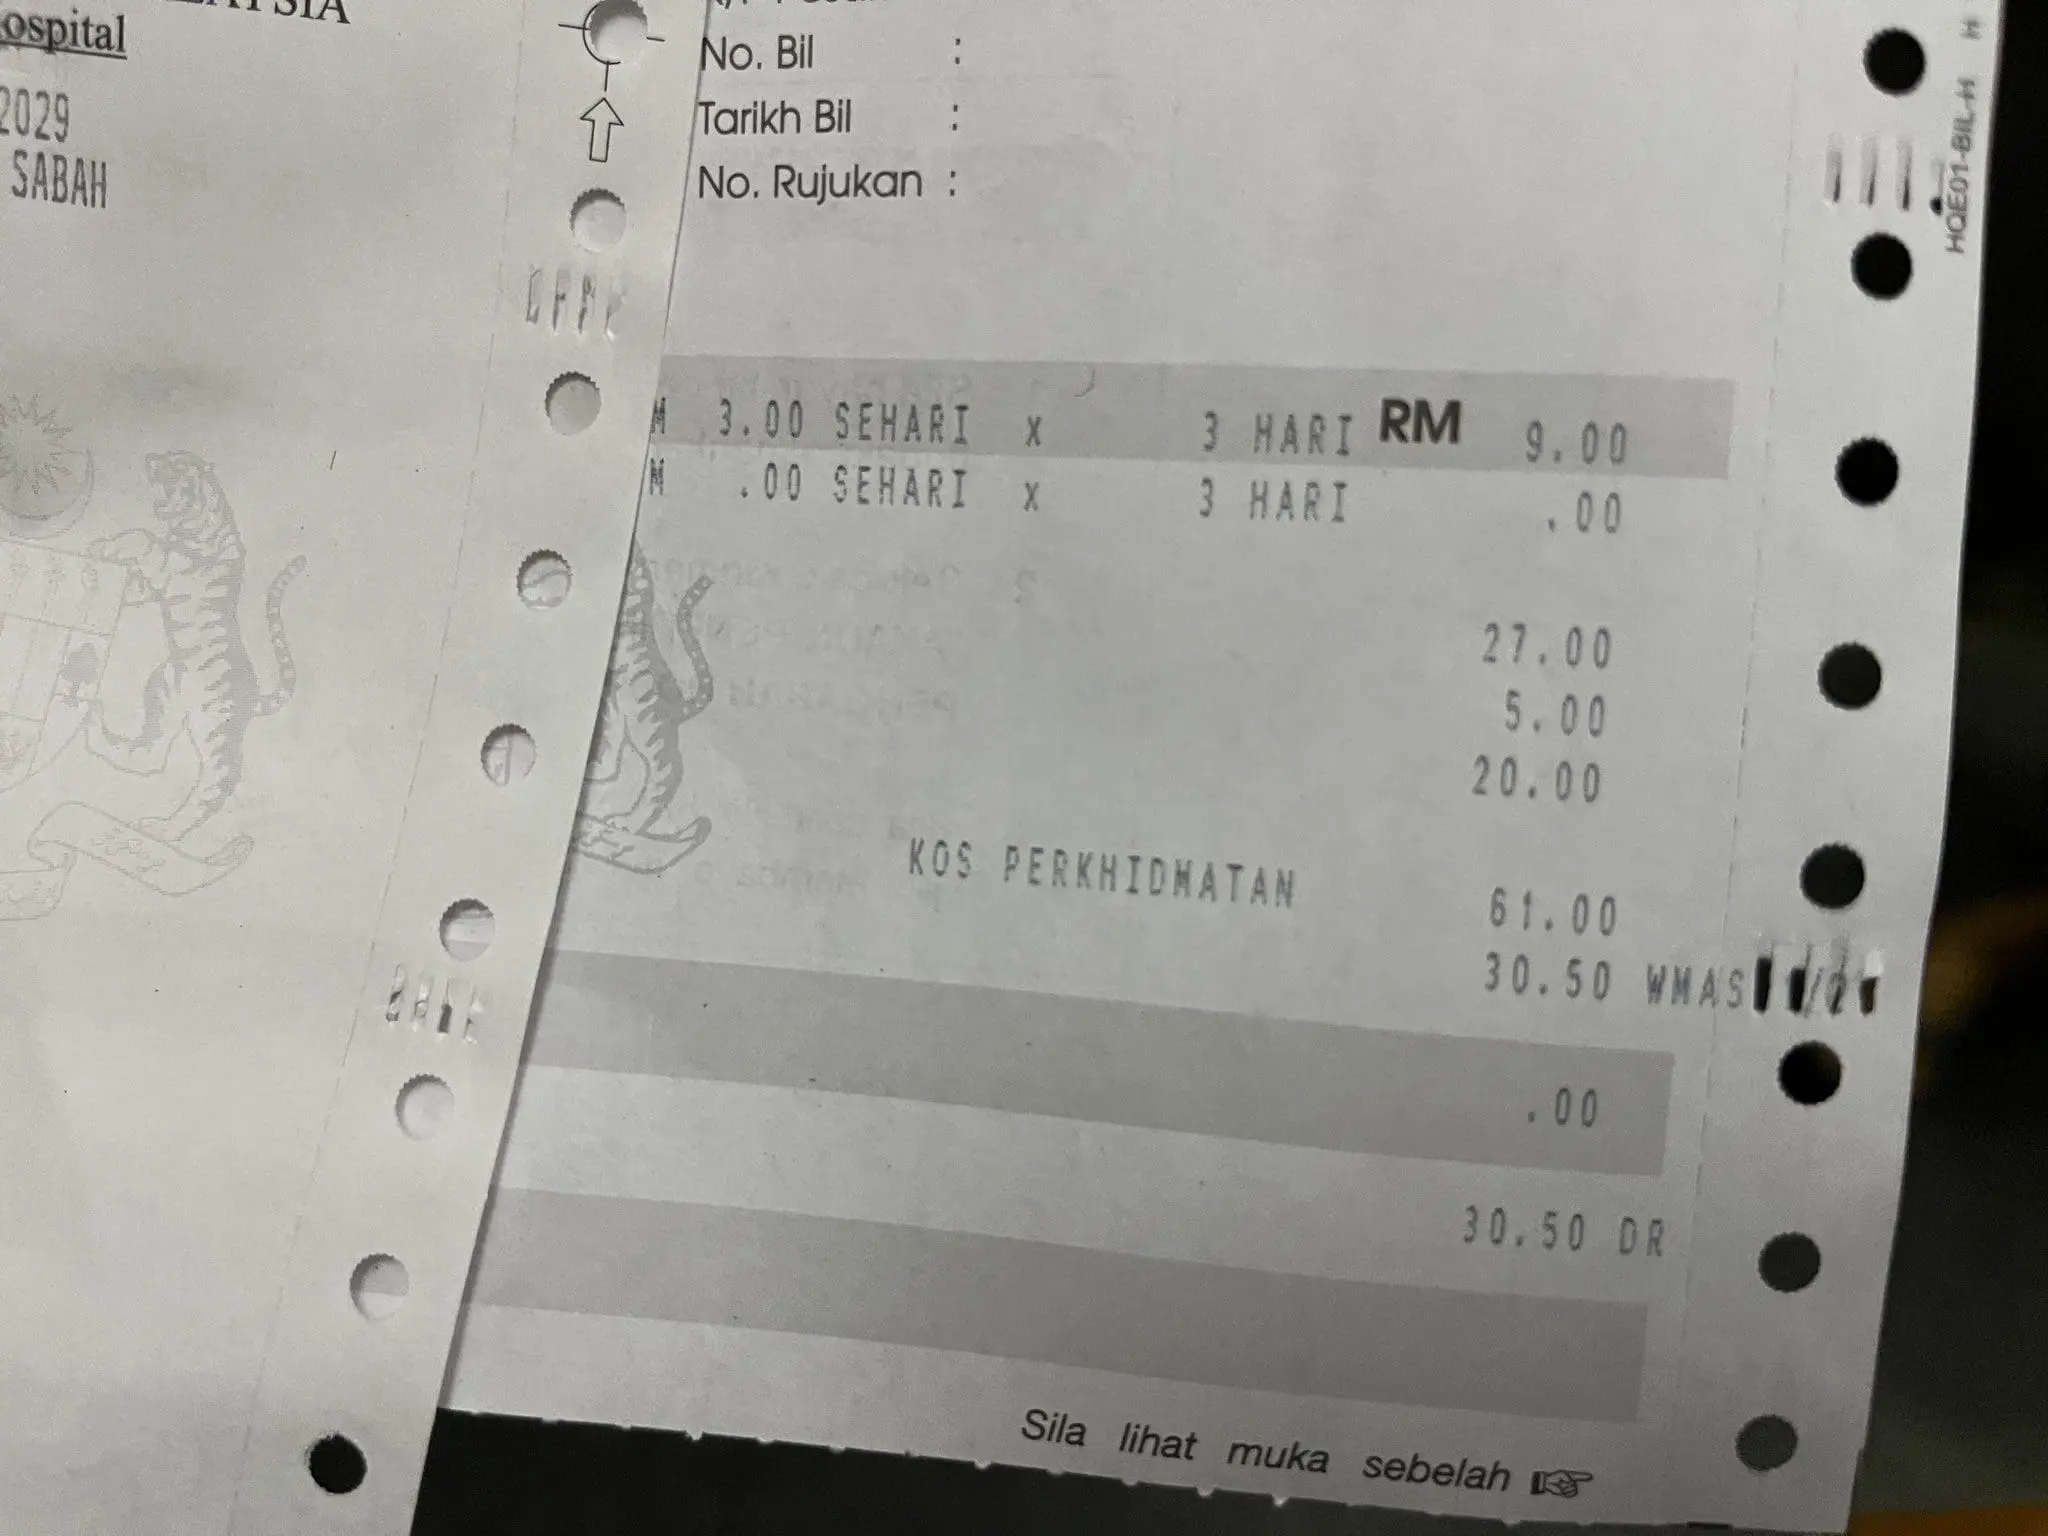 ospital
2029
SABAH
No. Bil :
Tarikh Bil :
No. Rujukan :
HQE01-BIL-H
M 3.00 SEHARI x 3 HARI RM 9.00
M .00 SEHARI x 3 HARI .00
27.00
5.00
20.00
KOS PERKHIDMATAN
61.00
30.50 WMAS
.00
30.50 DR
Sila lihat muka sebelah